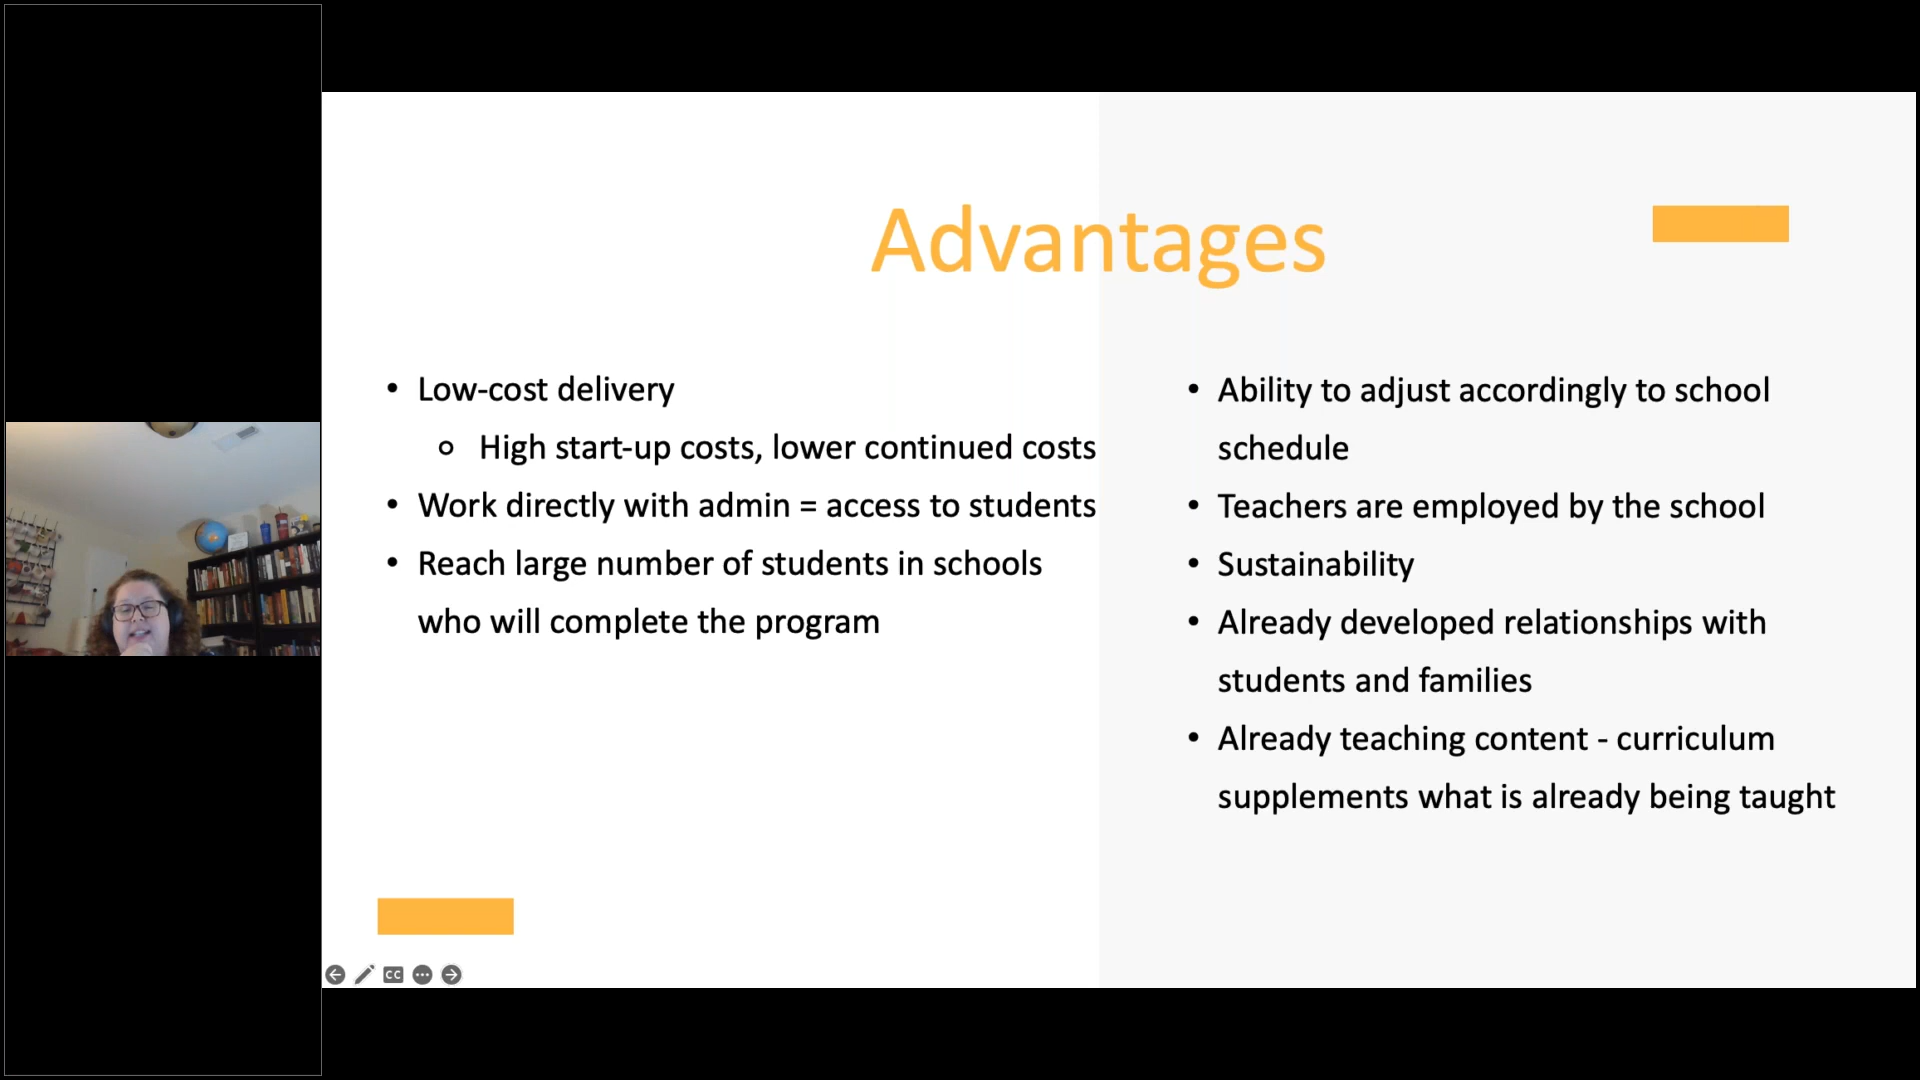 Advantages
• Low-cost delivery
o High start-up costs, lower continued costs
• Work directly with admin = access to students
• Reach large number of students in schools
who will complete the program
• Ability to adjust accordingly to school
schedule
• Teachers are employed by the school
• Sustainability
• Already developed relationships with
students and families
• Already teaching content - curriculum
supplements what is already being taught
CC